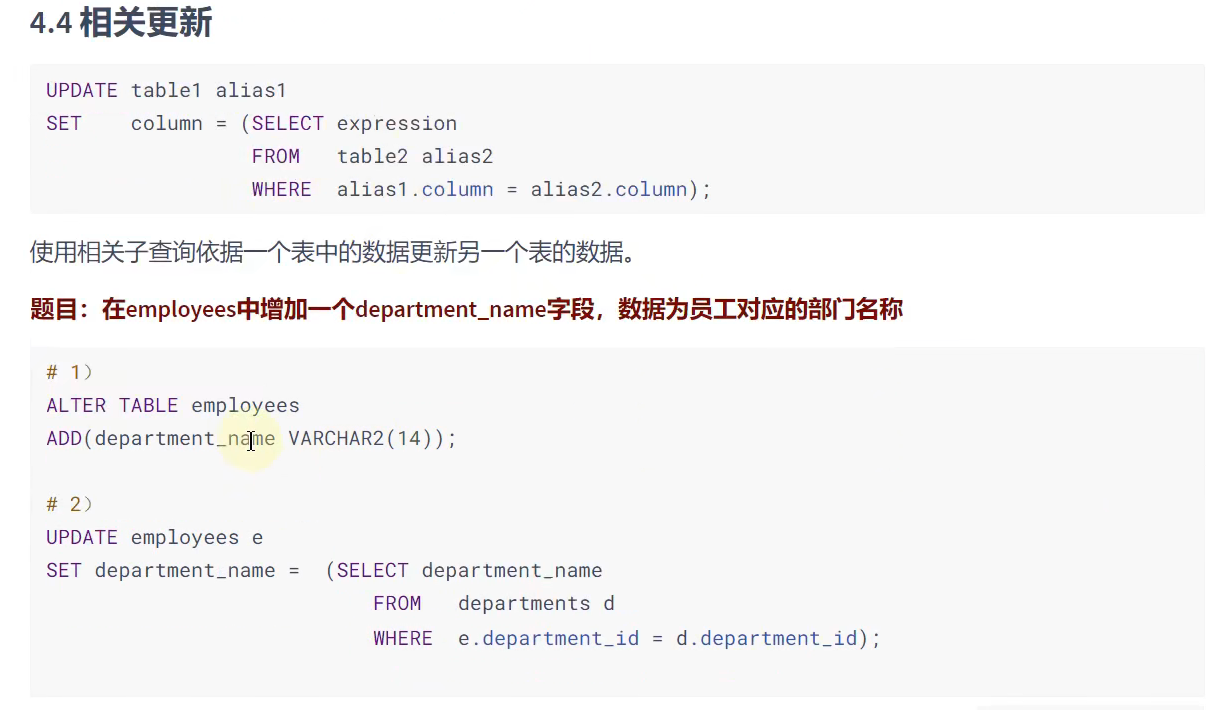 4.4 相关更新
UPDATE table1 alias1
SET    column = (SELECT expression
                 FROM   table2 alias2
                 WHERE  alias1.column = alias2.column);
使用相关子查询依据一个表中的数据更新另一个表的数据。
题目：在employees中增加一个department_name字段，数据为员工对应的部门名称
# 1）
ALTER TABLE employees
ADD(department_name VARCHAR2(14));
# 2）
UPDATE employees e
SET department_name =  (SELECT department_name
                           FROM   departments d
                           WHERE  e.department_id = d.department_id);